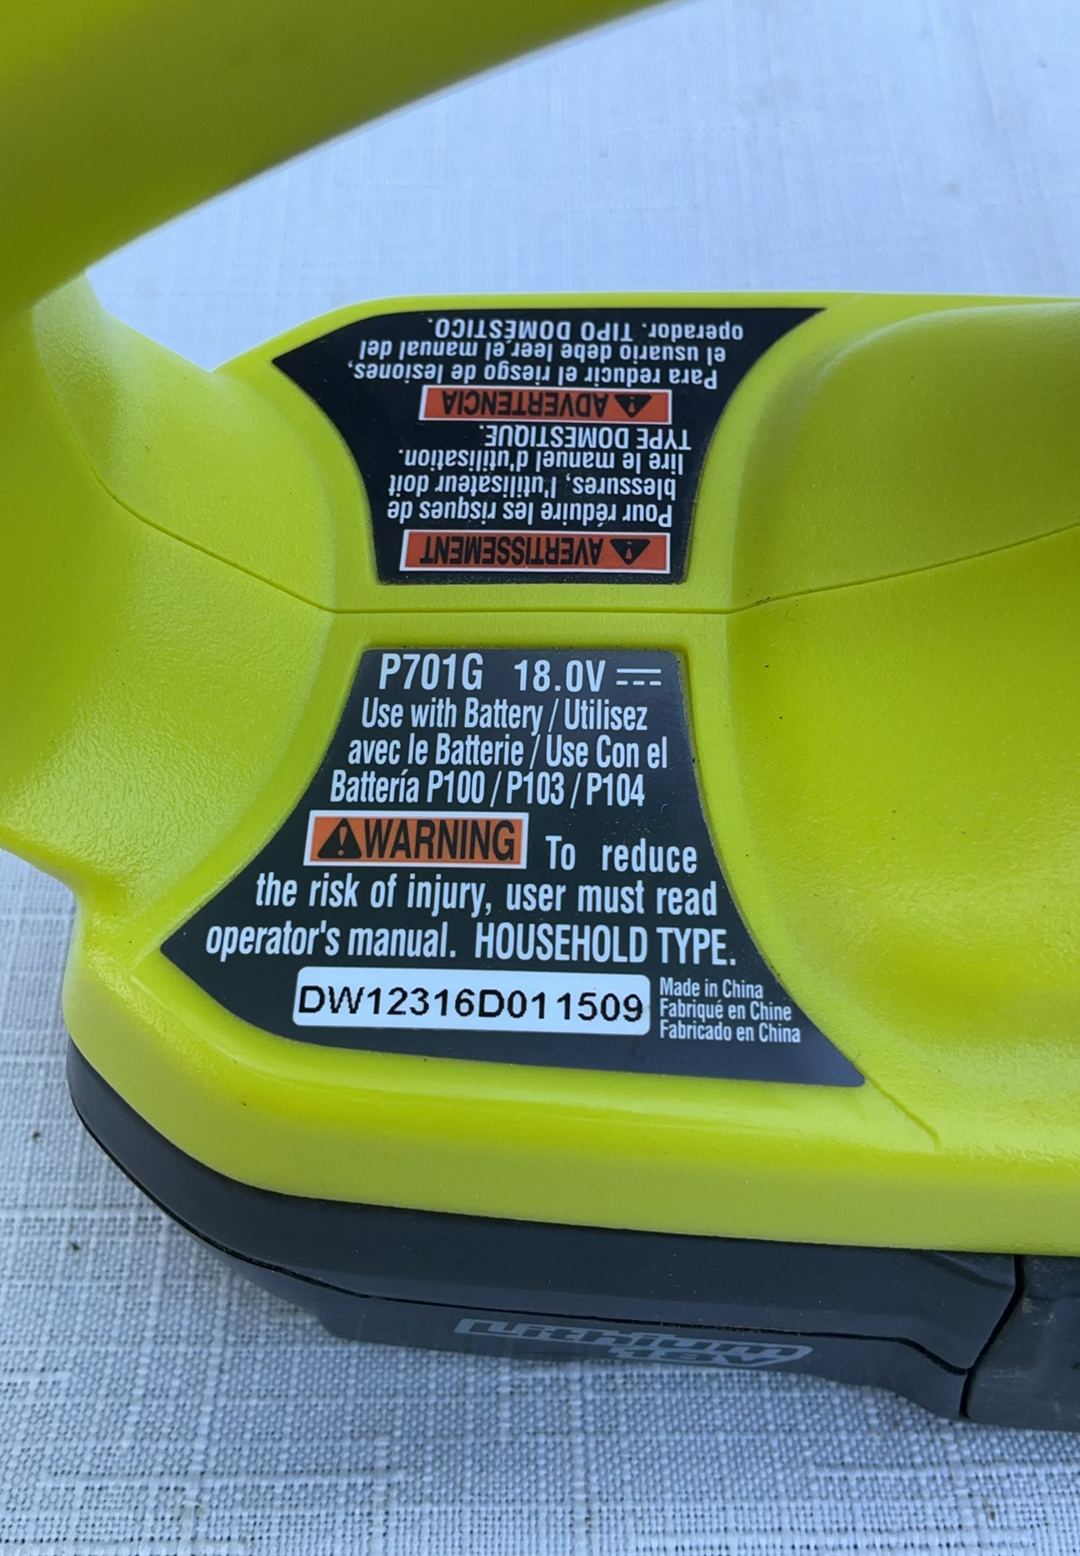 operador. TIPO DOMÉSTICO.
el usuario debe leer el manual del
Para reducir el riesgo de lesiones,
ADVERTENCIA
TYPE DOMESTIQUE.
lire le manuel d'utilisation.
blessures, l'utilisateur doit
Pour réduire les risques de
AVERTISSEMENT
P701G 18.0V
Use with Battery / Utilisez
avec le Batterie / Use Con el
Battería P100 / P103 / P104
WARNING To reduce
the risk of injury, user must read
operator's manual. HOUSEHOLD TYPE.
DW12316D011509
Made in China
Fabriqué en Chine
Fabricado en China
Lithium
18V